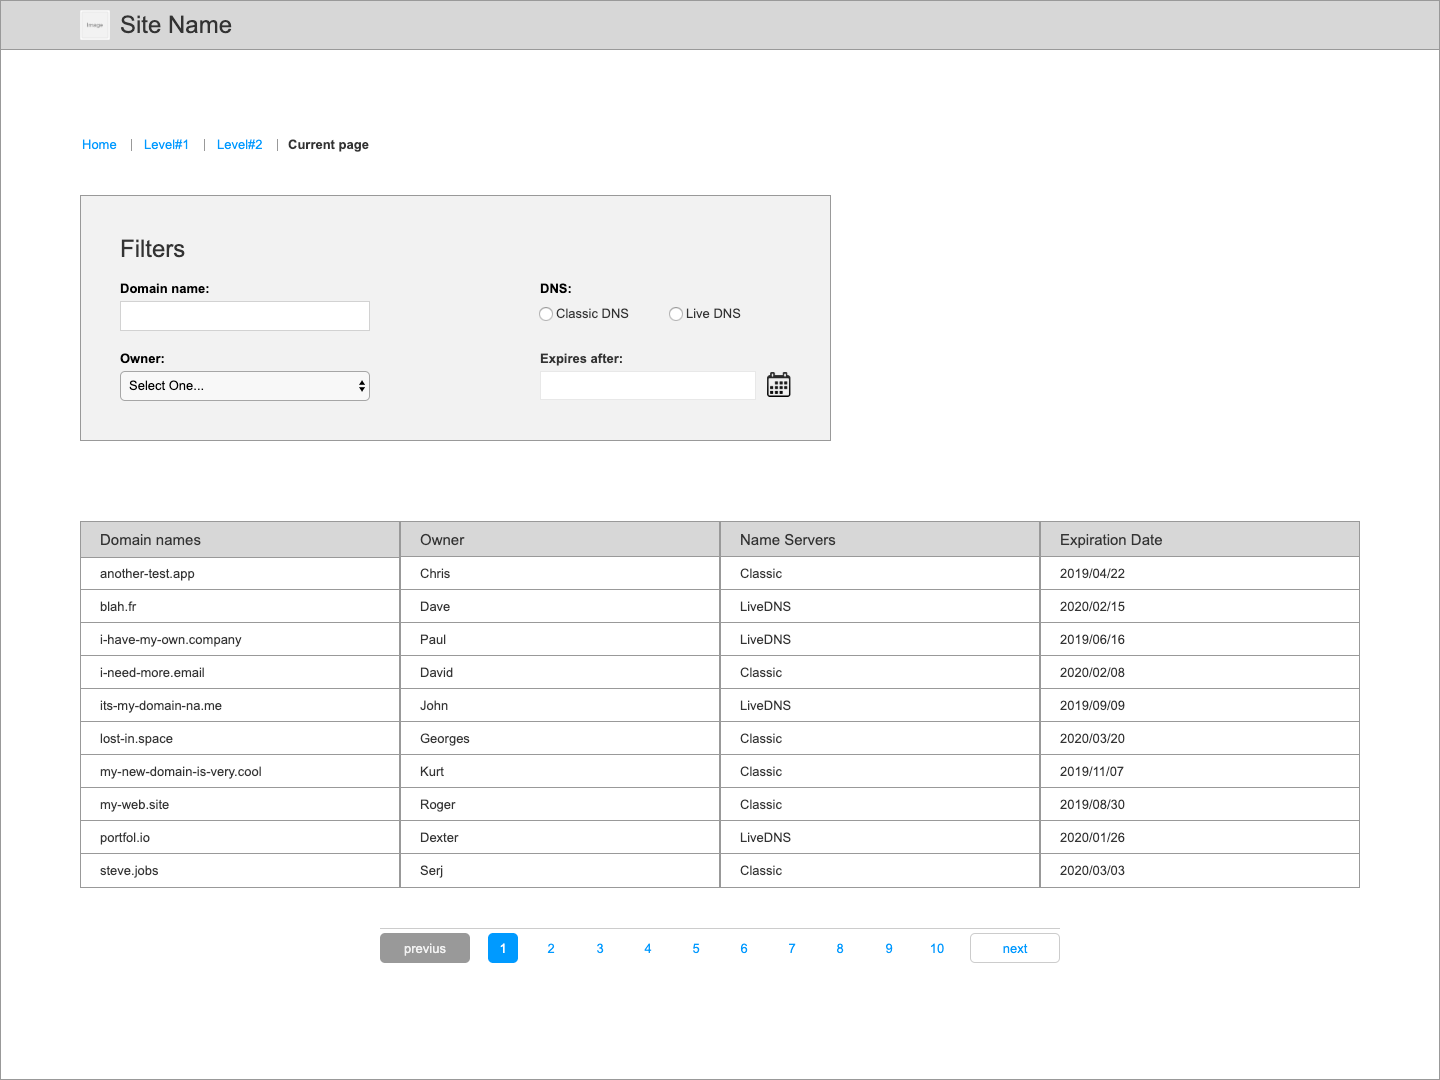 Image
Site Name
Home | Level#1 | Level#2 | Current page
Filters
Domain name: DNS:
Classic DNS Live DNS
Owner: Expires after:
Select One...
Domain names Owner Name Servers Expiration Date
another-test.app Chris Classic 2019/04/22
blah.fr Dave LiveDNS 2020/02/15
i-have-my-own.company Paul LiveDNS 2019/06/16
i-need-more.email David Classic 2020/02/08
its-my-domain-na.me John LiveDNS 2019/09/09
lost-in.space Georges Classic 2020/03/20
my-new-domain-is-very.cool Kurt Classic 2019/11/07
my-web.site Roger Classic 2019/08/30
portfol.io Dexter LiveDNS 2020/01/26
steve.jobs Serj Classic 2020/03/03
previus 1 2 3 4 5 6 7 8 9 10 next